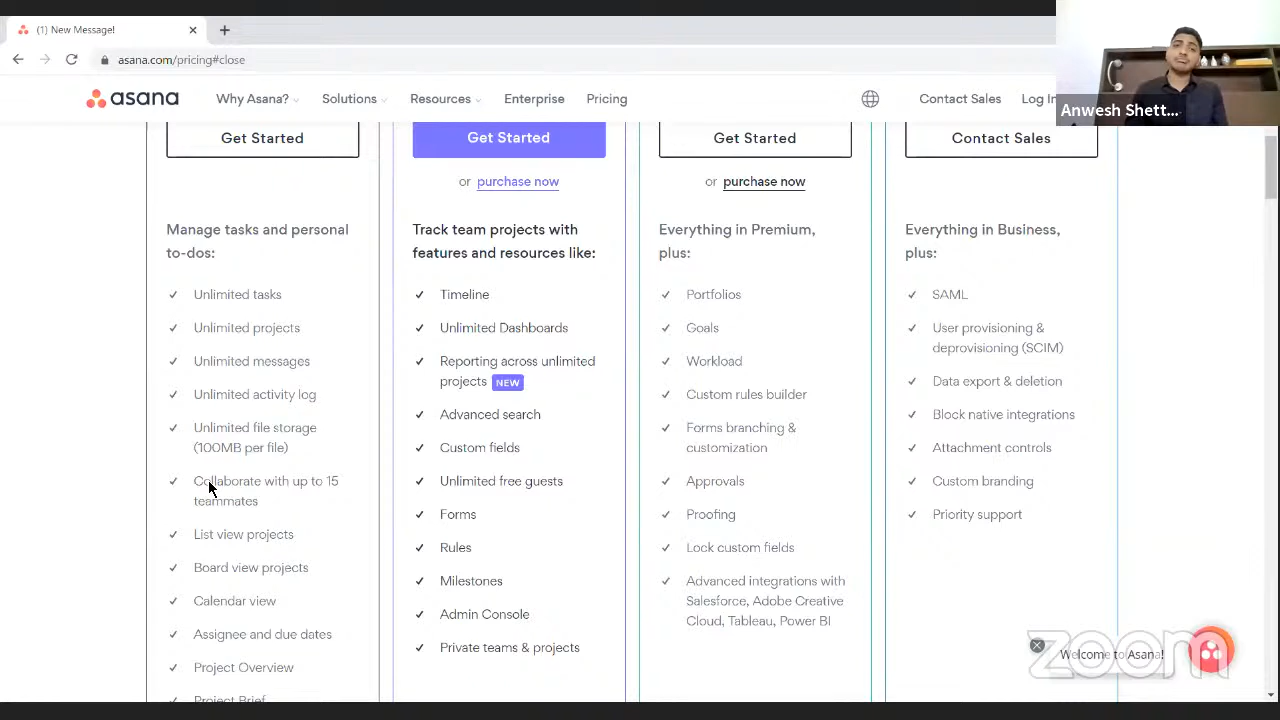 (1) New Message!
asana.com/pricing#close
asana
Why Asana?
Solutions
Resources
Enterprise
Pricing
Contact Sales
Log In
Anwesh Shett...
Get Started
Get Started
Get Started
Contact Sales
or purchase now
or purchase now
Manage tasks and personal
to-dos:
Unlimited tasks
Unlimited projects
Unlimited messages
Unlimited activity log
Unlimited file storage
(100MB per file)
Collaborate with up to 15
teammates
List view projects
Board view projects
Calendar view
Assignee and due dates
Project Overview
Project Brief
Track team projects with
features and resources like:
Timeline
Unlimited Dashboards
Reporting across unlimited
projects NEW
Advanced search
Custom fields
Unlimited free guests
Forms
Rules
Milestones
Admin Console
Private teams & projects
Everything in Premium,
plus:
Portfolios
Goals
Workload
Custom rules builder
Forms branching &
customization
Approvals
Proofing
Lock custom fields
Advanced integrations with
Salesforce, Adobe Creative
Cloud, Tableau, Power BI
Everything in Business,
plus:
SAML
User provisioning &
deprovisioning (SCIM)
Data export & deletion
Block native integrations
Attachment controls
Custom branding
Priority support
Welcome to Asana!
zoom